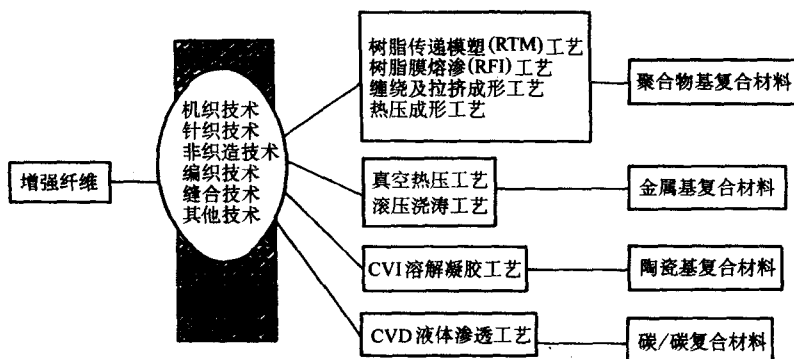 增强纤维
机织技术
针织技术
非织造技术
编织技术
缝合技术
其他技术
树脂传递模塑(RTM)工艺
树脂膜熔渗(RFI)工艺
缠绕及拉挤成形工艺
热压成形工艺
聚合物基复合材料
真空热压工艺
滚压浇涛工艺
金属基复合材料
CVI溶解凝胶工艺
陶瓷基复合材料
CVD液体渗透工艺
碳/碳复合材料